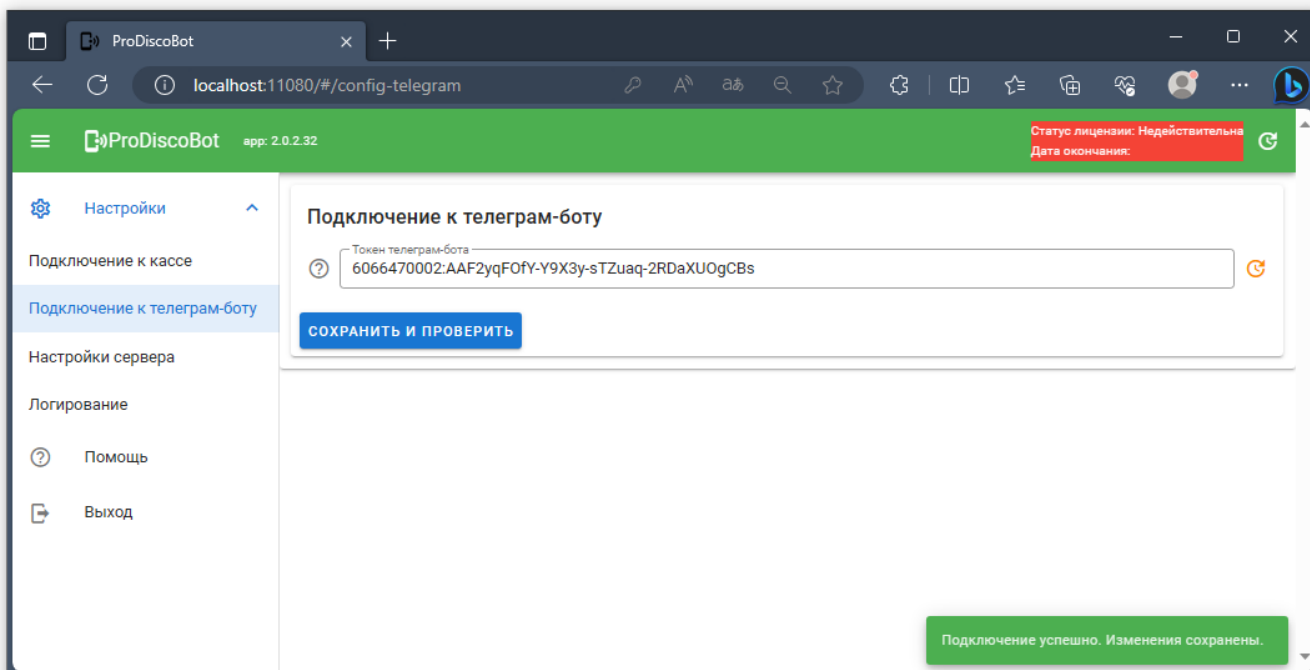 ProDiscoBot
localhost:11080/#/config-telegram
ProDiscoBot app: 2.0.2.32
Статус лицензии: Недействительна
Дата окончания:
Настройки
Подключение к кассе
Подключение к телеграм-боту
Настройки сервера
Логирование
Помощь
Выход
Подключение к телеграм-боту
Токен телеграм-бота
6066470002:AAF2yqFOfY-Y9X3y-sTZuaq-2RDaXUOgCBs
СОХРАНИТЬ И ПРОВЕРИТЬ
Подключение успешно. Изменения сохранены.